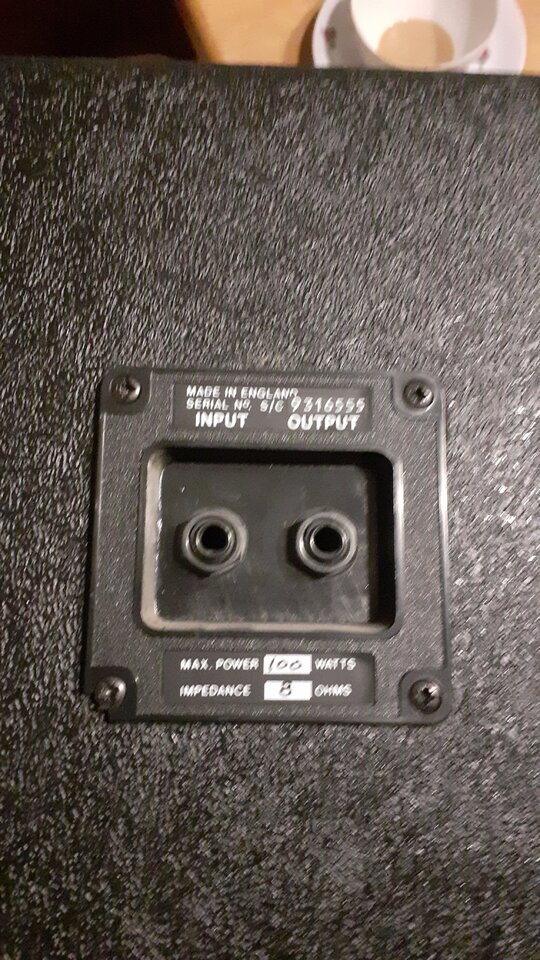 MADE IN ENGLAND
SERIAL No. S/C 9316555
INPUT OUTPUT
MAX. POWER 100 WATTS
IMPEDANCE 8 OHMS